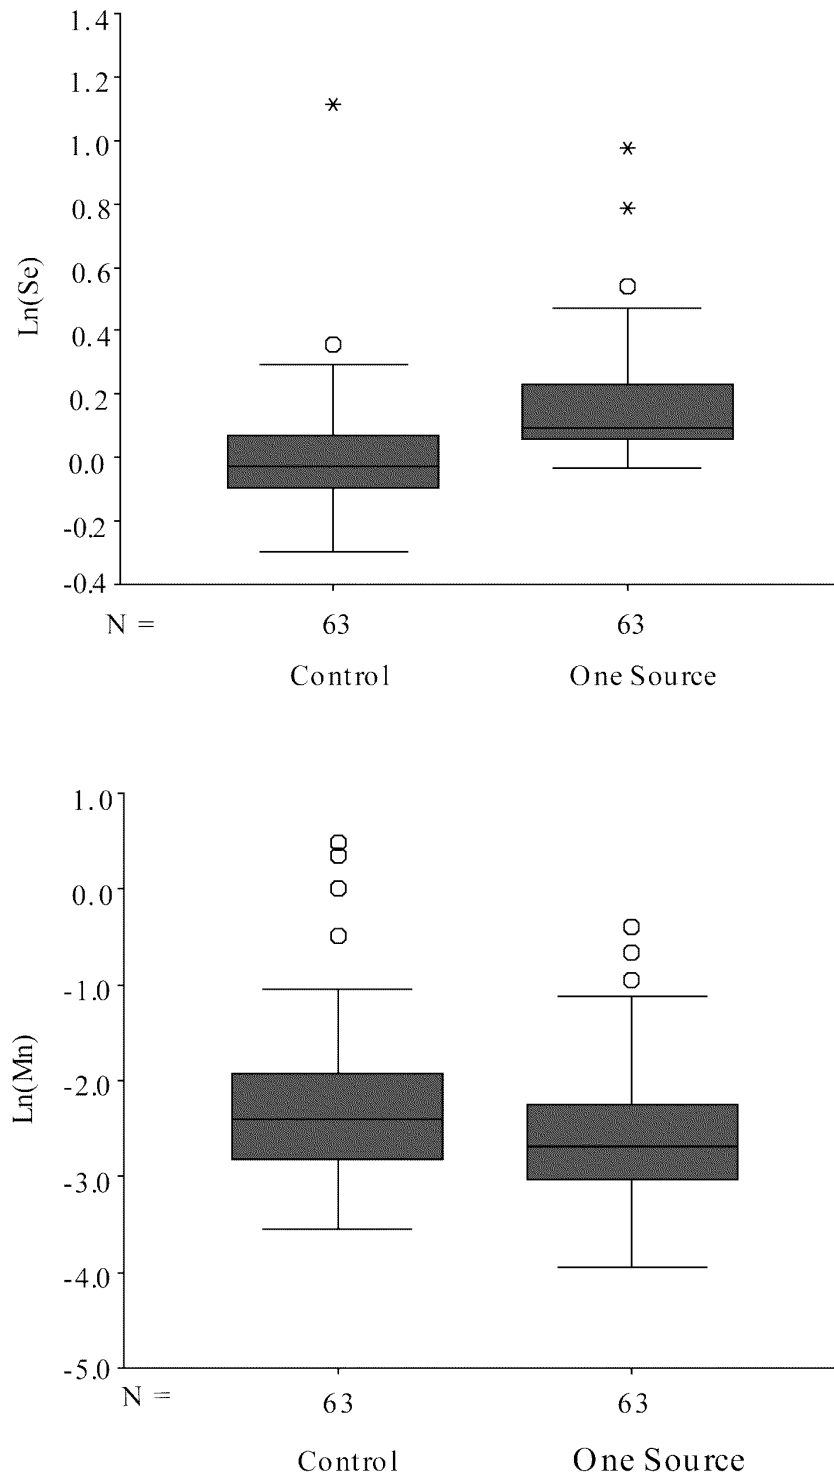 1.4
1.2
1.0
0.8
0.6
0.4
0.2
0.0
-0.2
-0.4
Ln(Se)
N = 63 63
Control One Source
1.0
0.0
-1.0
-2.0
-3.0
-4.0
-5.0
Ln(Mn)
N = 63 63
Control One Source